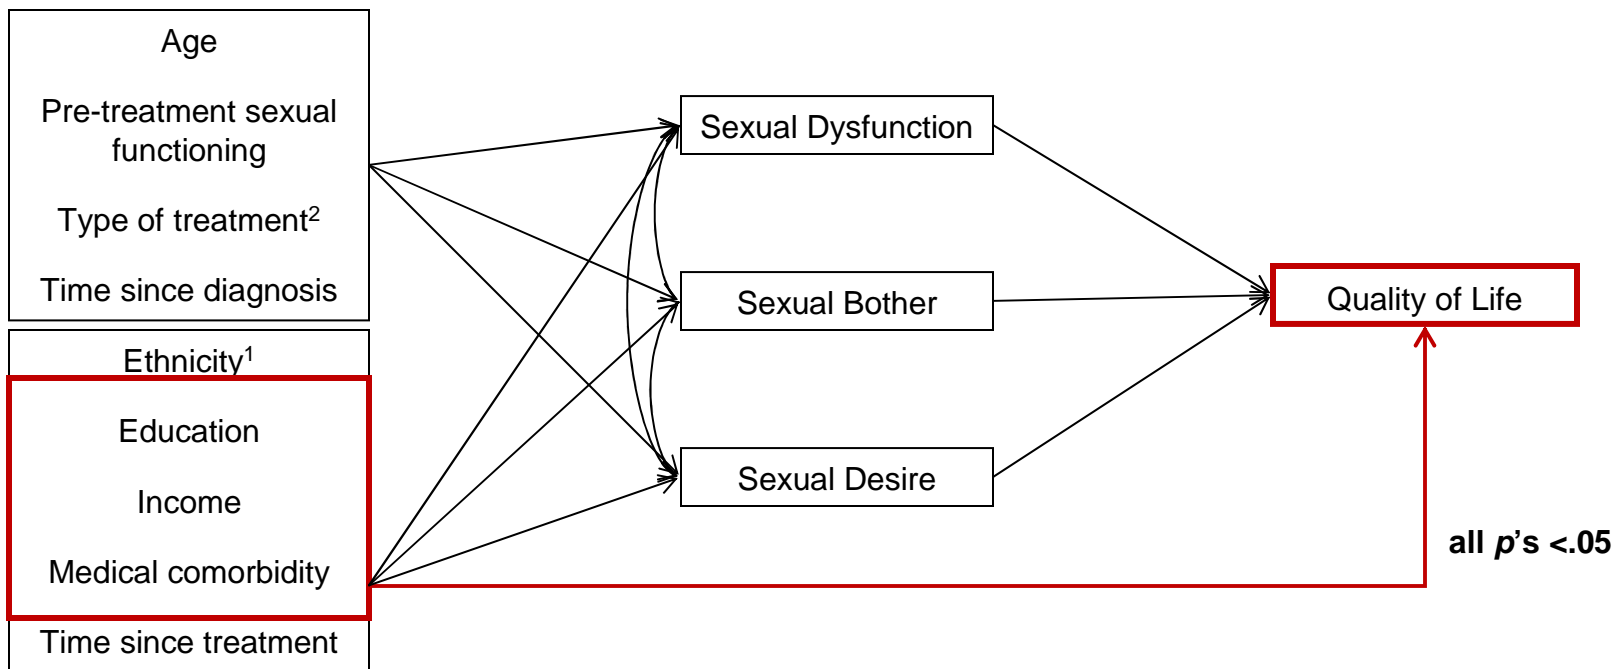 Age
Pre-treatment sexual
functioning
Type of treatment²
Time since diagnosis
Ethnicity¹
Education
Income
Medical comorbidity
Time since treatment
Sexual Dysfunction
Sexual Bother
Sexual Desire
Quality of Life
all p's <.05